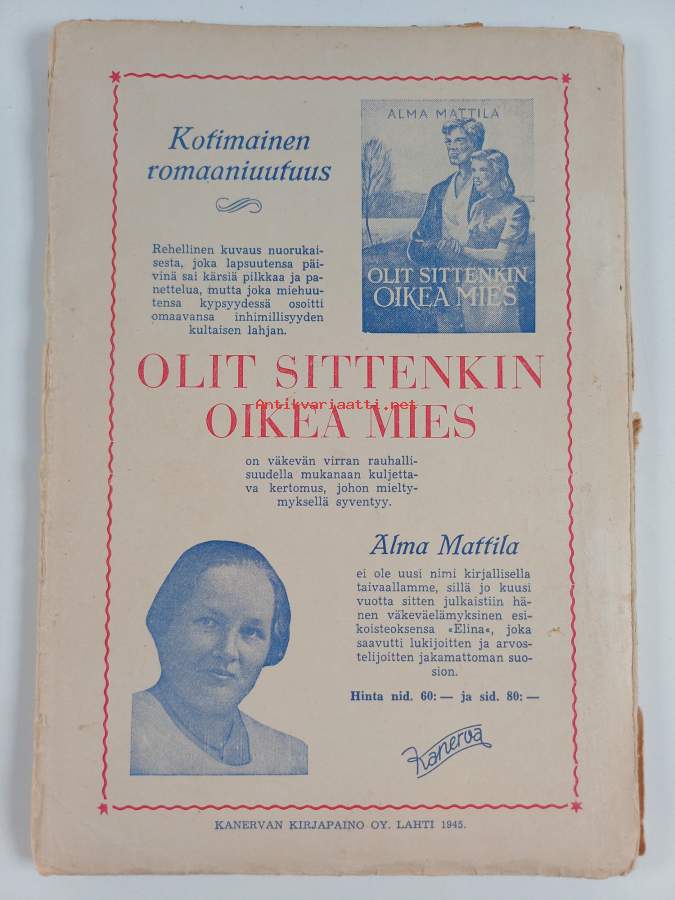 Kotimainen
romaaniuutuus
ALMA MATTILA
OLIT SITTENKIN
OIKEA MIES
Rehellinen kuvaus nuorukai-
sesta, joka lapsuutensa päi-
vinä sai kärsiä pilkkaa ja pa-
nettelua, mutta joka miehuu-
tensa kypsyydessä osoitti
omaavansa inhimillisyyden
kultaisen lahjan.
OLIT SITTENKIN
Antikvariaatti.net
OIKEA MIES
on väkevän virran rauhalli-
suudella mukanaan kuljetta-
va kertomus, johon mielty-
myksellä syventyy.
Alma Mattila
ei ole uusi nimi kirjallisella
taivaallamme, sillä jo kuusi
vuotta sitten julkaistiin hä-
nen väkeväelämyksinen esi-
koisteoksensa «Elina«, joka
saavutti lukijoitten ja arvos-
telijoitten jakamattoman suo-
sion.
Hinta nid. 60:— ja sid. 80:—
Kanerva
KANERVAN KIRJAPAINO OY. LAHTI 1945.